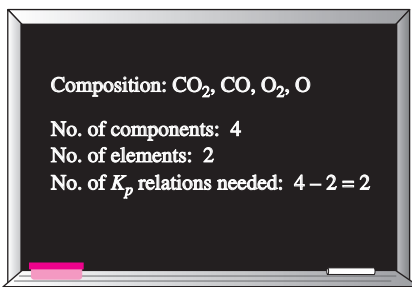 Composition: CO₂, CO, O₂, O
No. of components: 4
No. of elements: 2
No. of Kₚ relations needed: 4 – 2 = 2